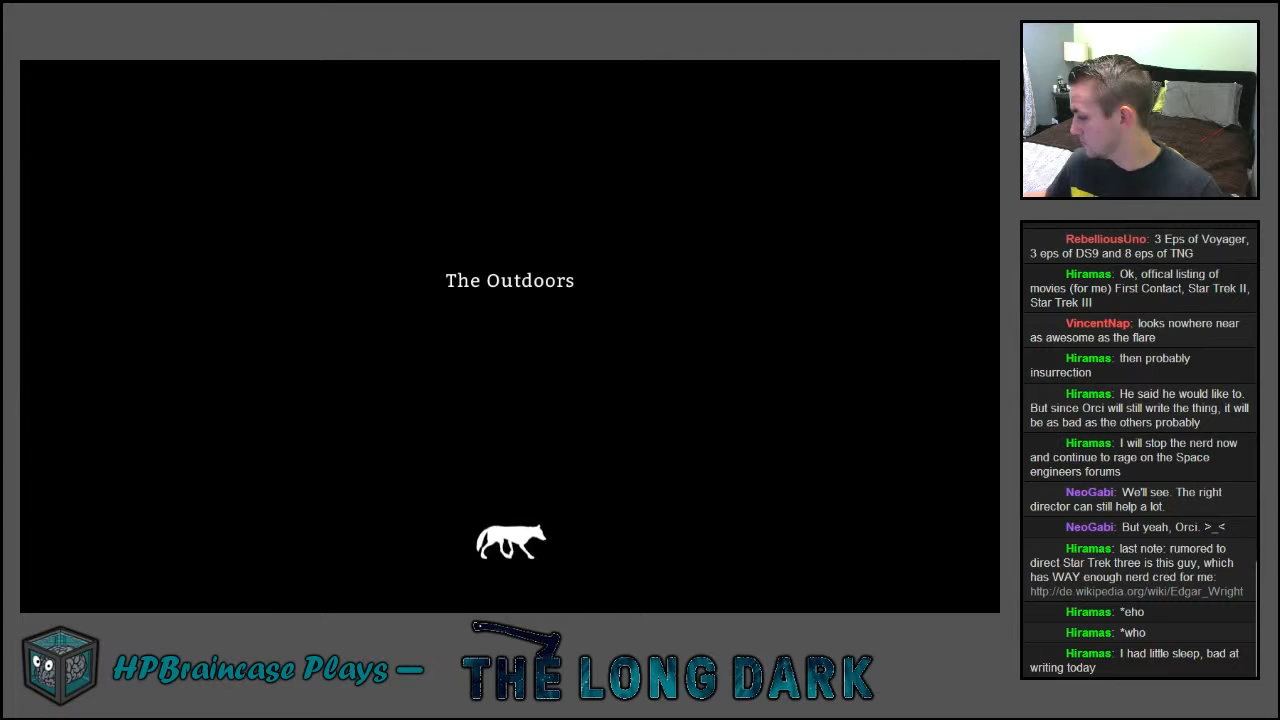 The Outdoors
RebelliousUno: 3 Eps of Voyager,
3 eps of DS9 and 8 eps of TNG
Hiramas: Ok, offical listing of
movies (for me) First Contact, Star Trek II,
Star Trek III
VincentNap: looks nowhere near
as awesome as the flare
Hiramas: then probably
insurrection
Hiramas: He said he would like to.
But since Orci will still write the thing, it will
be as bad as the others probably
Hiramas: I will stop the nerd now
and continue to rage on the Space
engineers forums
NeoGabi: We'll see. The right
director can still help a lot.
NeoGabi: But yeah, Orci. >_<
Hiramas: last note: rumored to
direct Star Trek three is this guy, which
has WAY enough nerd cred for me:
http://de.wikipedia.org/wiki/Edgar_Wright
Hiramas: *eho
Hiramas: *who
Hiramas: I had little sleep, bad at
writing today
HPBraincase Plays —
THE LONG DARK